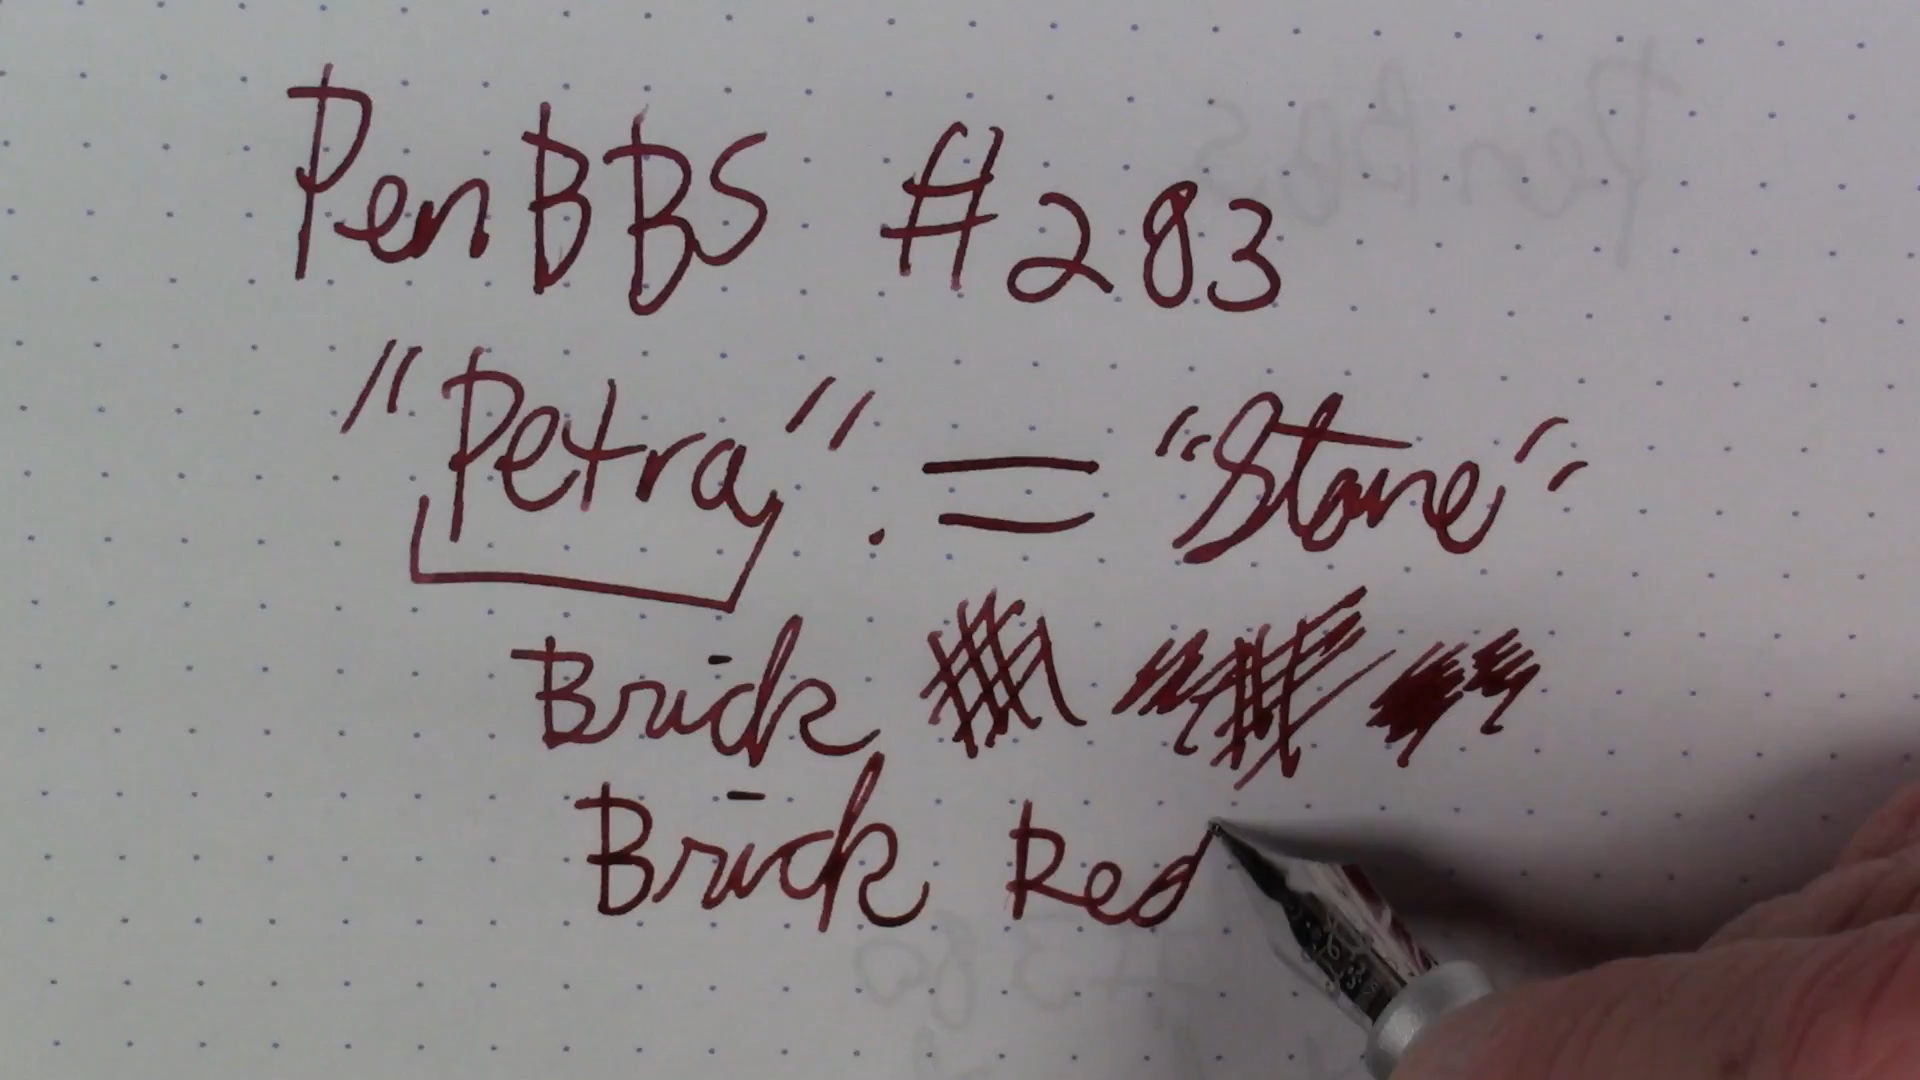 PenBBS #283
"Petra". = "Stone"
Brick
Brick Red